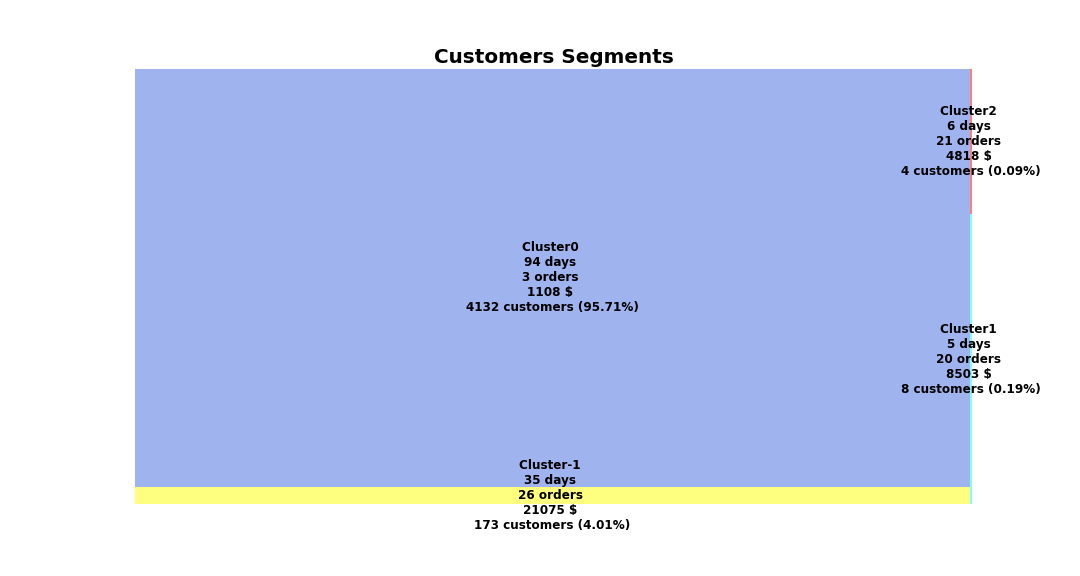 Customers Segments
Cluster2
6 days
21 orders
4818 $
4 customers (0.09%)
Cluster0
94 days
3 orders
1108 $
4132 customers (95.71%)
Cluster1
5 days
20 orders
8503 $
8 customers (0.19%)
Cluster-1
35 days
26 orders
21075 $
173 customers (4.01%)